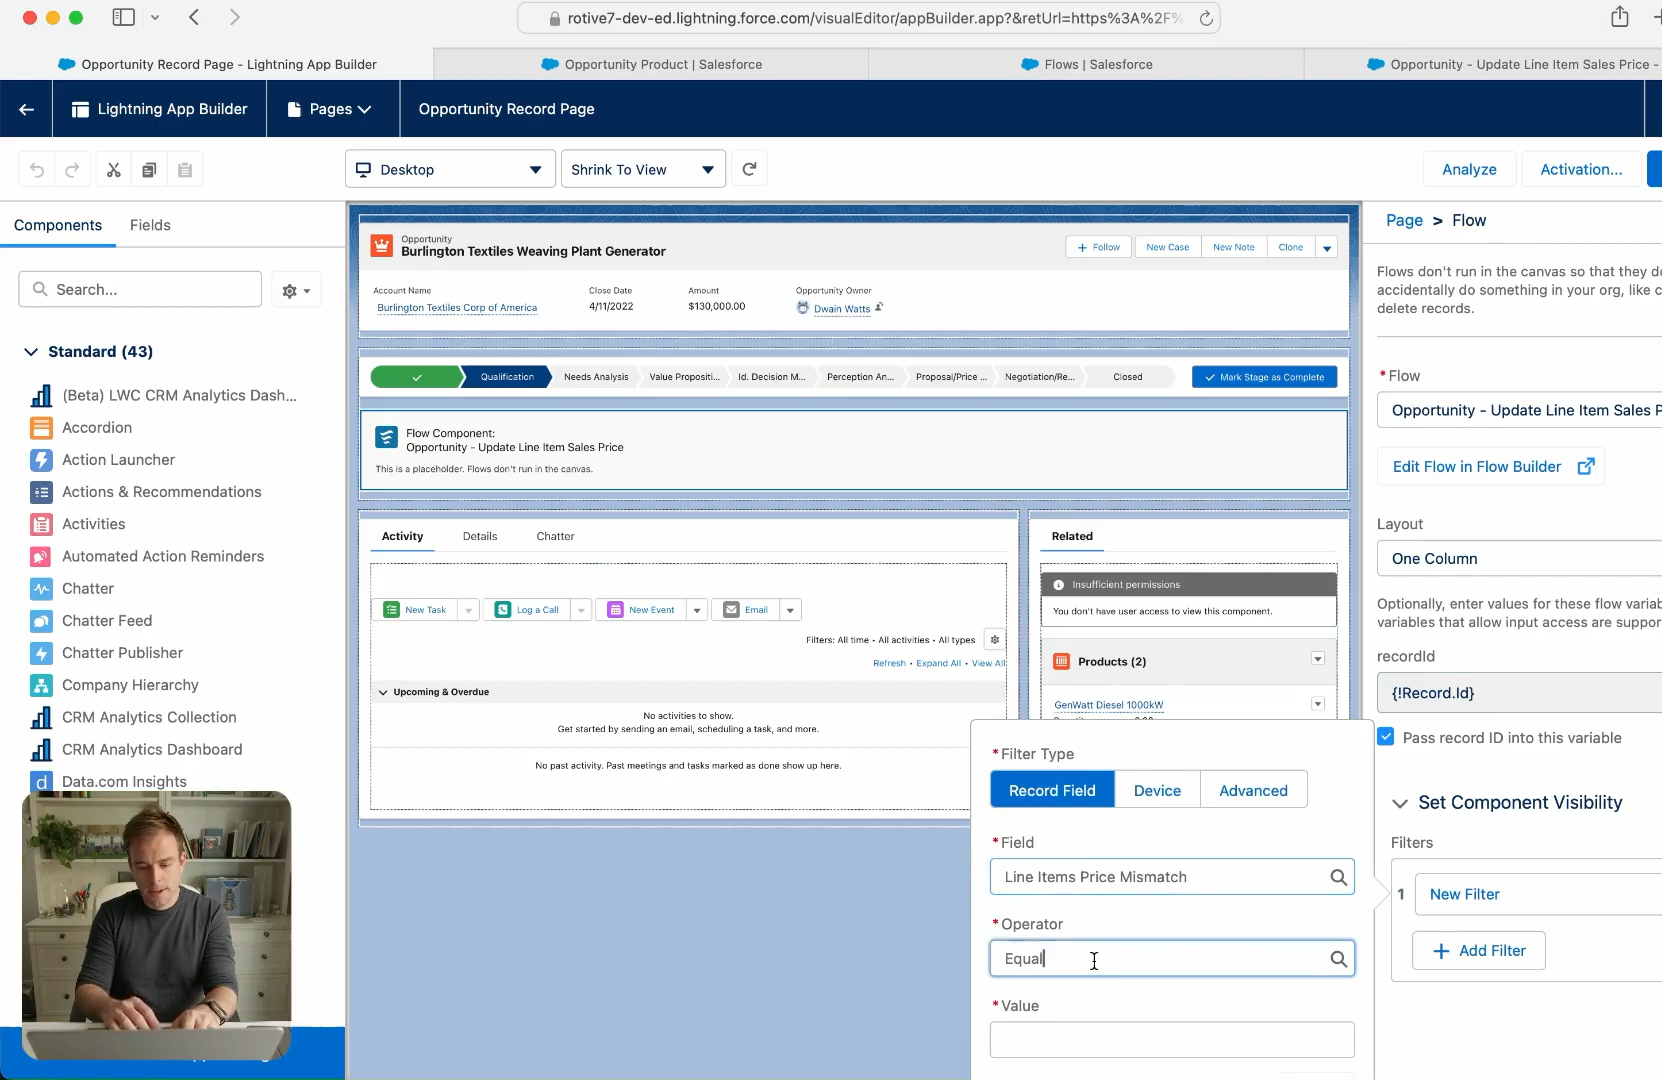 rotive7-dev-ed.lightning.force.com/visualEditor/appBuilder.app?&retUrl=https%3A%2F%
Opportunity Record Page - Lightning App Builder
Opportunity Product | Salesforce
Flows | Salesforce
Opportunity - Update Line Item Sales Price -
Lightning App Builder
Pages
Opportunity Record Page
Desktop
Shrink To View
Analyze
Activation...
Components
Fields
Search...
Standard (43)
(Beta) LWC CRM Analytics Dash...
Accordion
Action Launcher
Actions & Recommendations
Activities
Automated Action Reminders
Chatter
Chatter Feed
Chatter Publisher
Company Hierarchy
CRM Analytics Collection
CRM Analytics Dashboard
d Data.com Insights
Opportunity
Burlington Textiles Weaving Plant Generator
+ Follow
New Case
New Note
Clone
Account Name
Close Date
Amount
Opportunity Owner
Burlington Textiles Corp of America
4/11/2022
$130,000.00
Dwain Watts
Qualification
Needs Analysis
Value Propositi...
Id. Decision M...
Perception An...
Proposal/Price ...
Negotiation/Re...
Closed
Mark Stage as Complete
Flow Component:
Opportunity - Update Line Item Sales Price
This is a placeholder. Flows don't run in the canvas.
Activity
Details
Chatter
New Task
Log a Call
New Event
Email
Filters: All time • All activities • All types
Refresh • Expand All • View All
Upcoming & Overdue
No activities to show.
Get started by sending an email, scheduling a task, and more.
No past activity. Past meetings and tasks marked as done show up here.
Related
Insufficient permissions
You don't have user access to view this component.
Products (2)
GenWatt Diesel 1000kW
*Filter Type
Record Field
Device
Advanced
*Field
Line Items Price Mismatch
*Operator
Equal
*Value
Page > Flow
Flows don't run in the canvas so that they d
accidentally do something in your org, like c
delete records.
*Flow
Opportunity - Update Line Item Sales P
Edit Flow in Flow Builder
Layout
One Column
Optionally, enter values for these flow variab
variables that allow input access are suppor
recordId
{!Record.Id}
Pass record ID into this variable
Set Component Visibility
Filters
1
New Filter
+ Add Filter